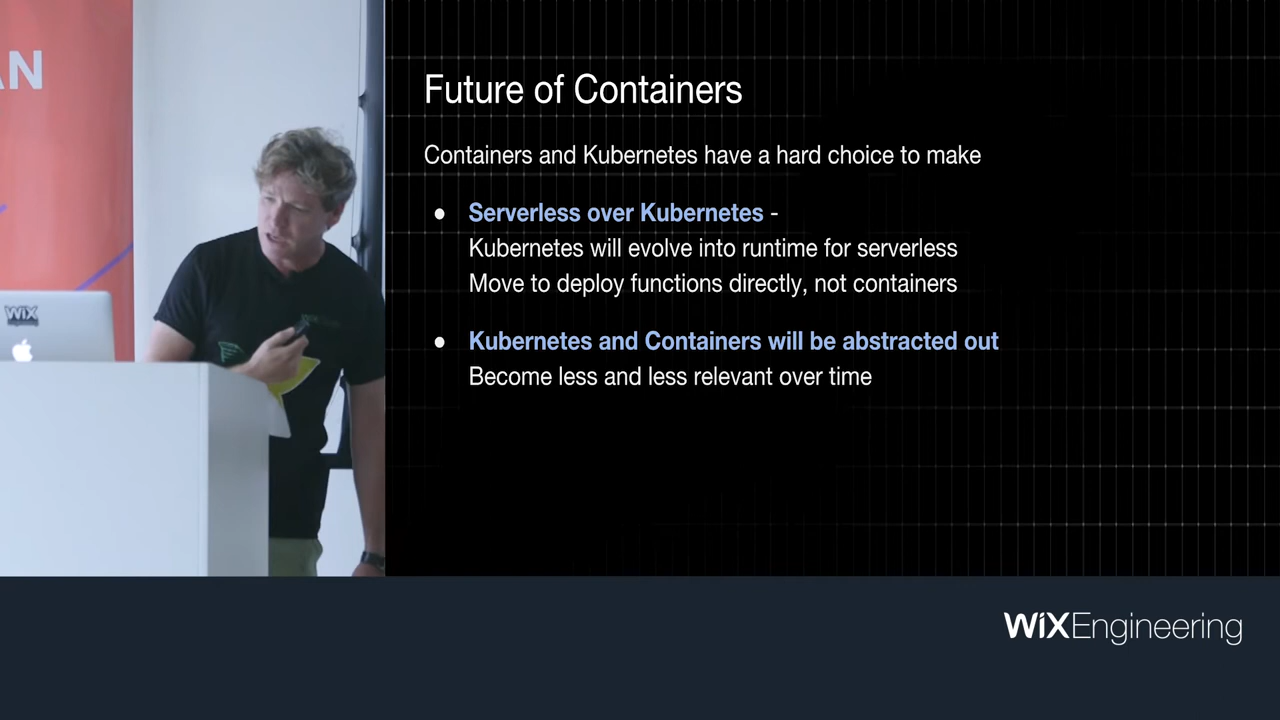 AN
WiX
Future of Containers
Containers and Kubernetes have a hard choice to make
● Serverless over Kubernetes -
Kubernetes will evolve into runtime for serverless
Move to deploy functions directly, not containers
● Kubernetes and Containers will be abstracted out
Become less and less relevant over time
WiXEngineering